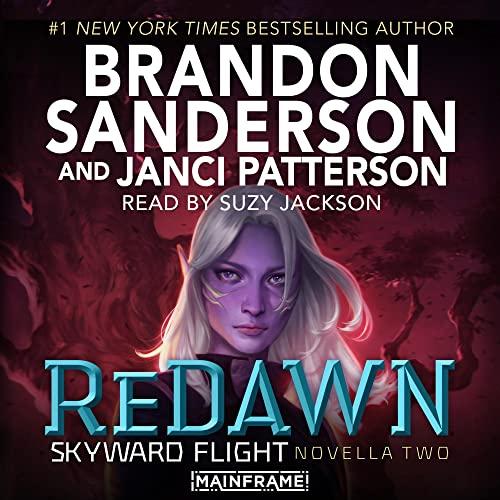 #1 NEW YORK TIMES BESTSELLING AUTHOR
BRANDON
SANDERSON
AND JANCI PATTERSON
READ BY SUZY JACKSON
REDAWN
SKYWARD FLIGHT NOVELLA TWO
MAINFRAME